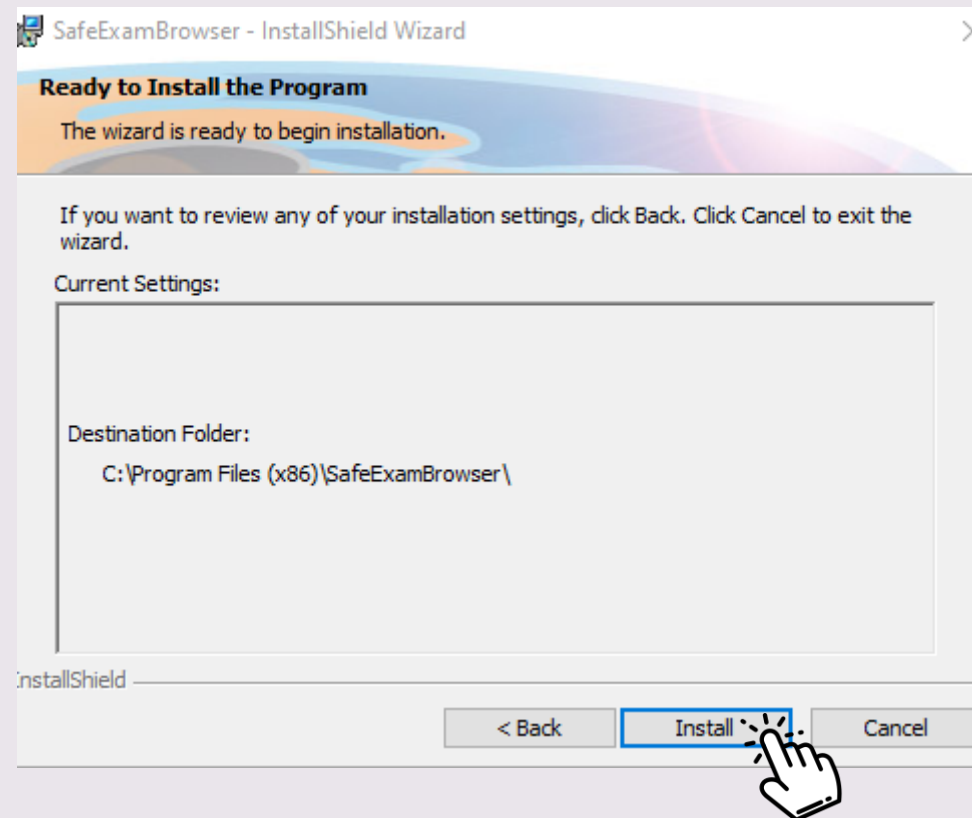 SafeExamBrowser - InstallShield Wizard
Ready to Install the Program
The wizard is ready to begin installation.
If you want to review any of your installation settings, click Back. Click Cancel to exit the
wizard.
Current Settings:
Destination Folder:
C:\Program Files (x86)\SafeExamBrowser\
InstallShield
< Back
Install
Cancel